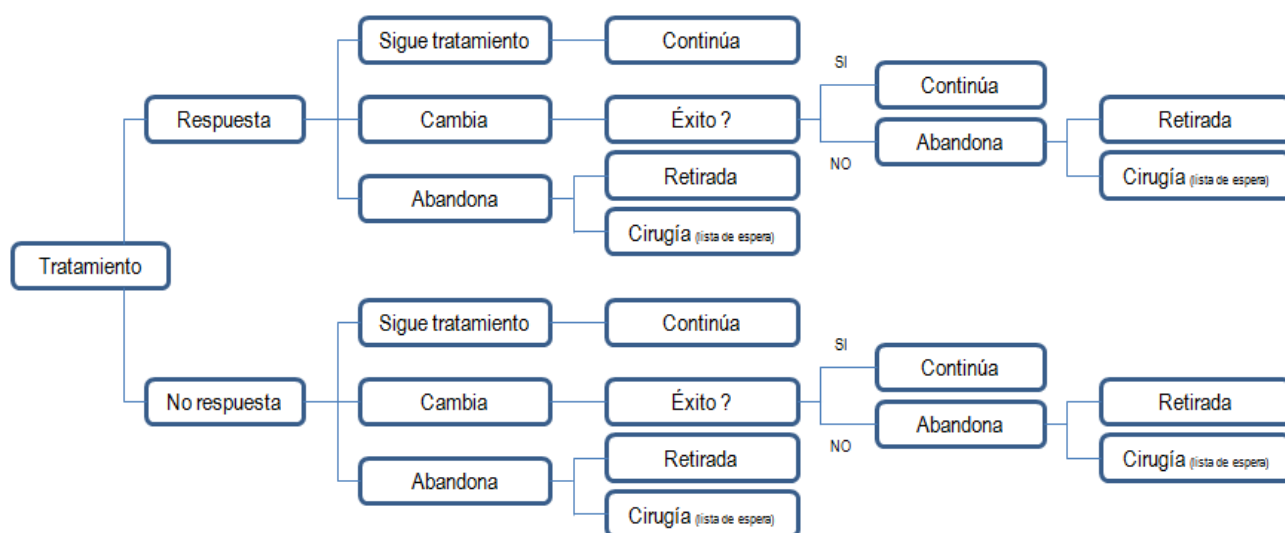 Sigue tratamiento
Continúa
SI
Continúa
Respuesta
Cambia
Éxito ?
Abandona
Retirada
NO
Abandona
Retirada
Cirugía (lista de espera)
Cirugía (lista de espera)
Tratamiento
Sigue tratamiento
Continúa
SI
Continúa
No respuesta
Cambia
Éxito ?
Abandona
Retirada
NO
Abandona
Retirada
Cirugía (lista de espera)
Cirugía (lista de espera)